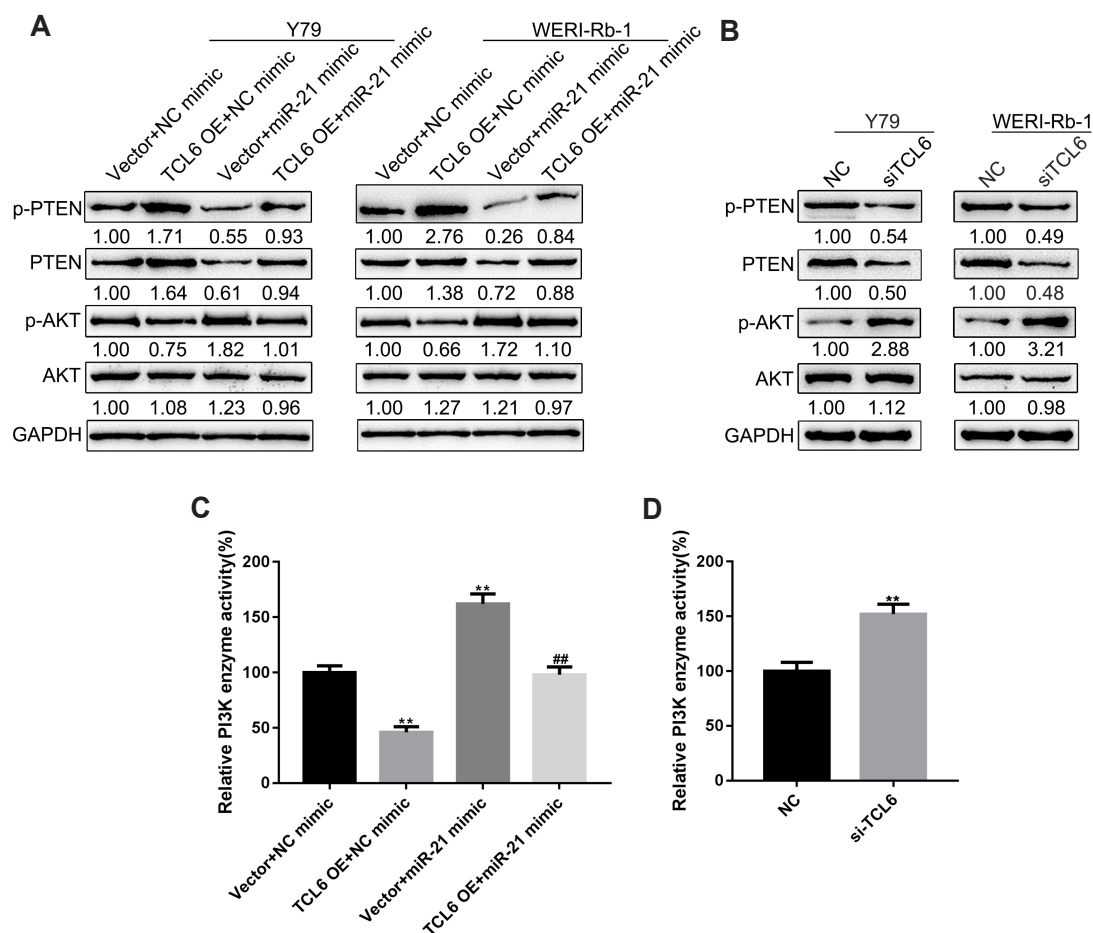 A
Y79
WERI-Rb-1
Vector+NC mimic
TCL6 OE+NC mimic
Vector+miR-21 mimic
TCL6 OE+miR-21 mimic
Vector+NC mimic
TCL6 OE+NC mimic
Vector+miR-21 mimic
TCL6 OE+miR-21 mimic
p-PTEN
1.00 1.71 0.55 0.93 1.00 2.76 0.26 0.84
PTEN
1.00 1.64 0.61 0.94 1.00 1.38 0.72 0.88
p-AKT
1.00 0.75 1.82 1.01 1.00 0.66 1.72 1.10
AKT
1.00 1.08 1.23 0.96 1.00 1.27 1.21 0.97
GAPDH
B
Y79
WERI-Rb-1
NC
siTCL6
NC
siTCL6
p-PTEN
1.00 0.54 1.00 0.49
PTEN
1.00 0.50 1.00 0.48
p-AKT
1.00 2.88 1.00 3.21
AKT
1.00 1.12 1.00 0.98
GAPDH
C
Relative PI3K enzyme activity(%)
200
150
100
50
0
**
**
##
Vector+NC mimic
TCL6 OE+NC mimic
Vector+miR-21 mimic
TCL6 OE+miR-21 mimic
D
Relative PI3K enzyme activity(%)
200
150
100
50
0
**
NC
si-TCL6